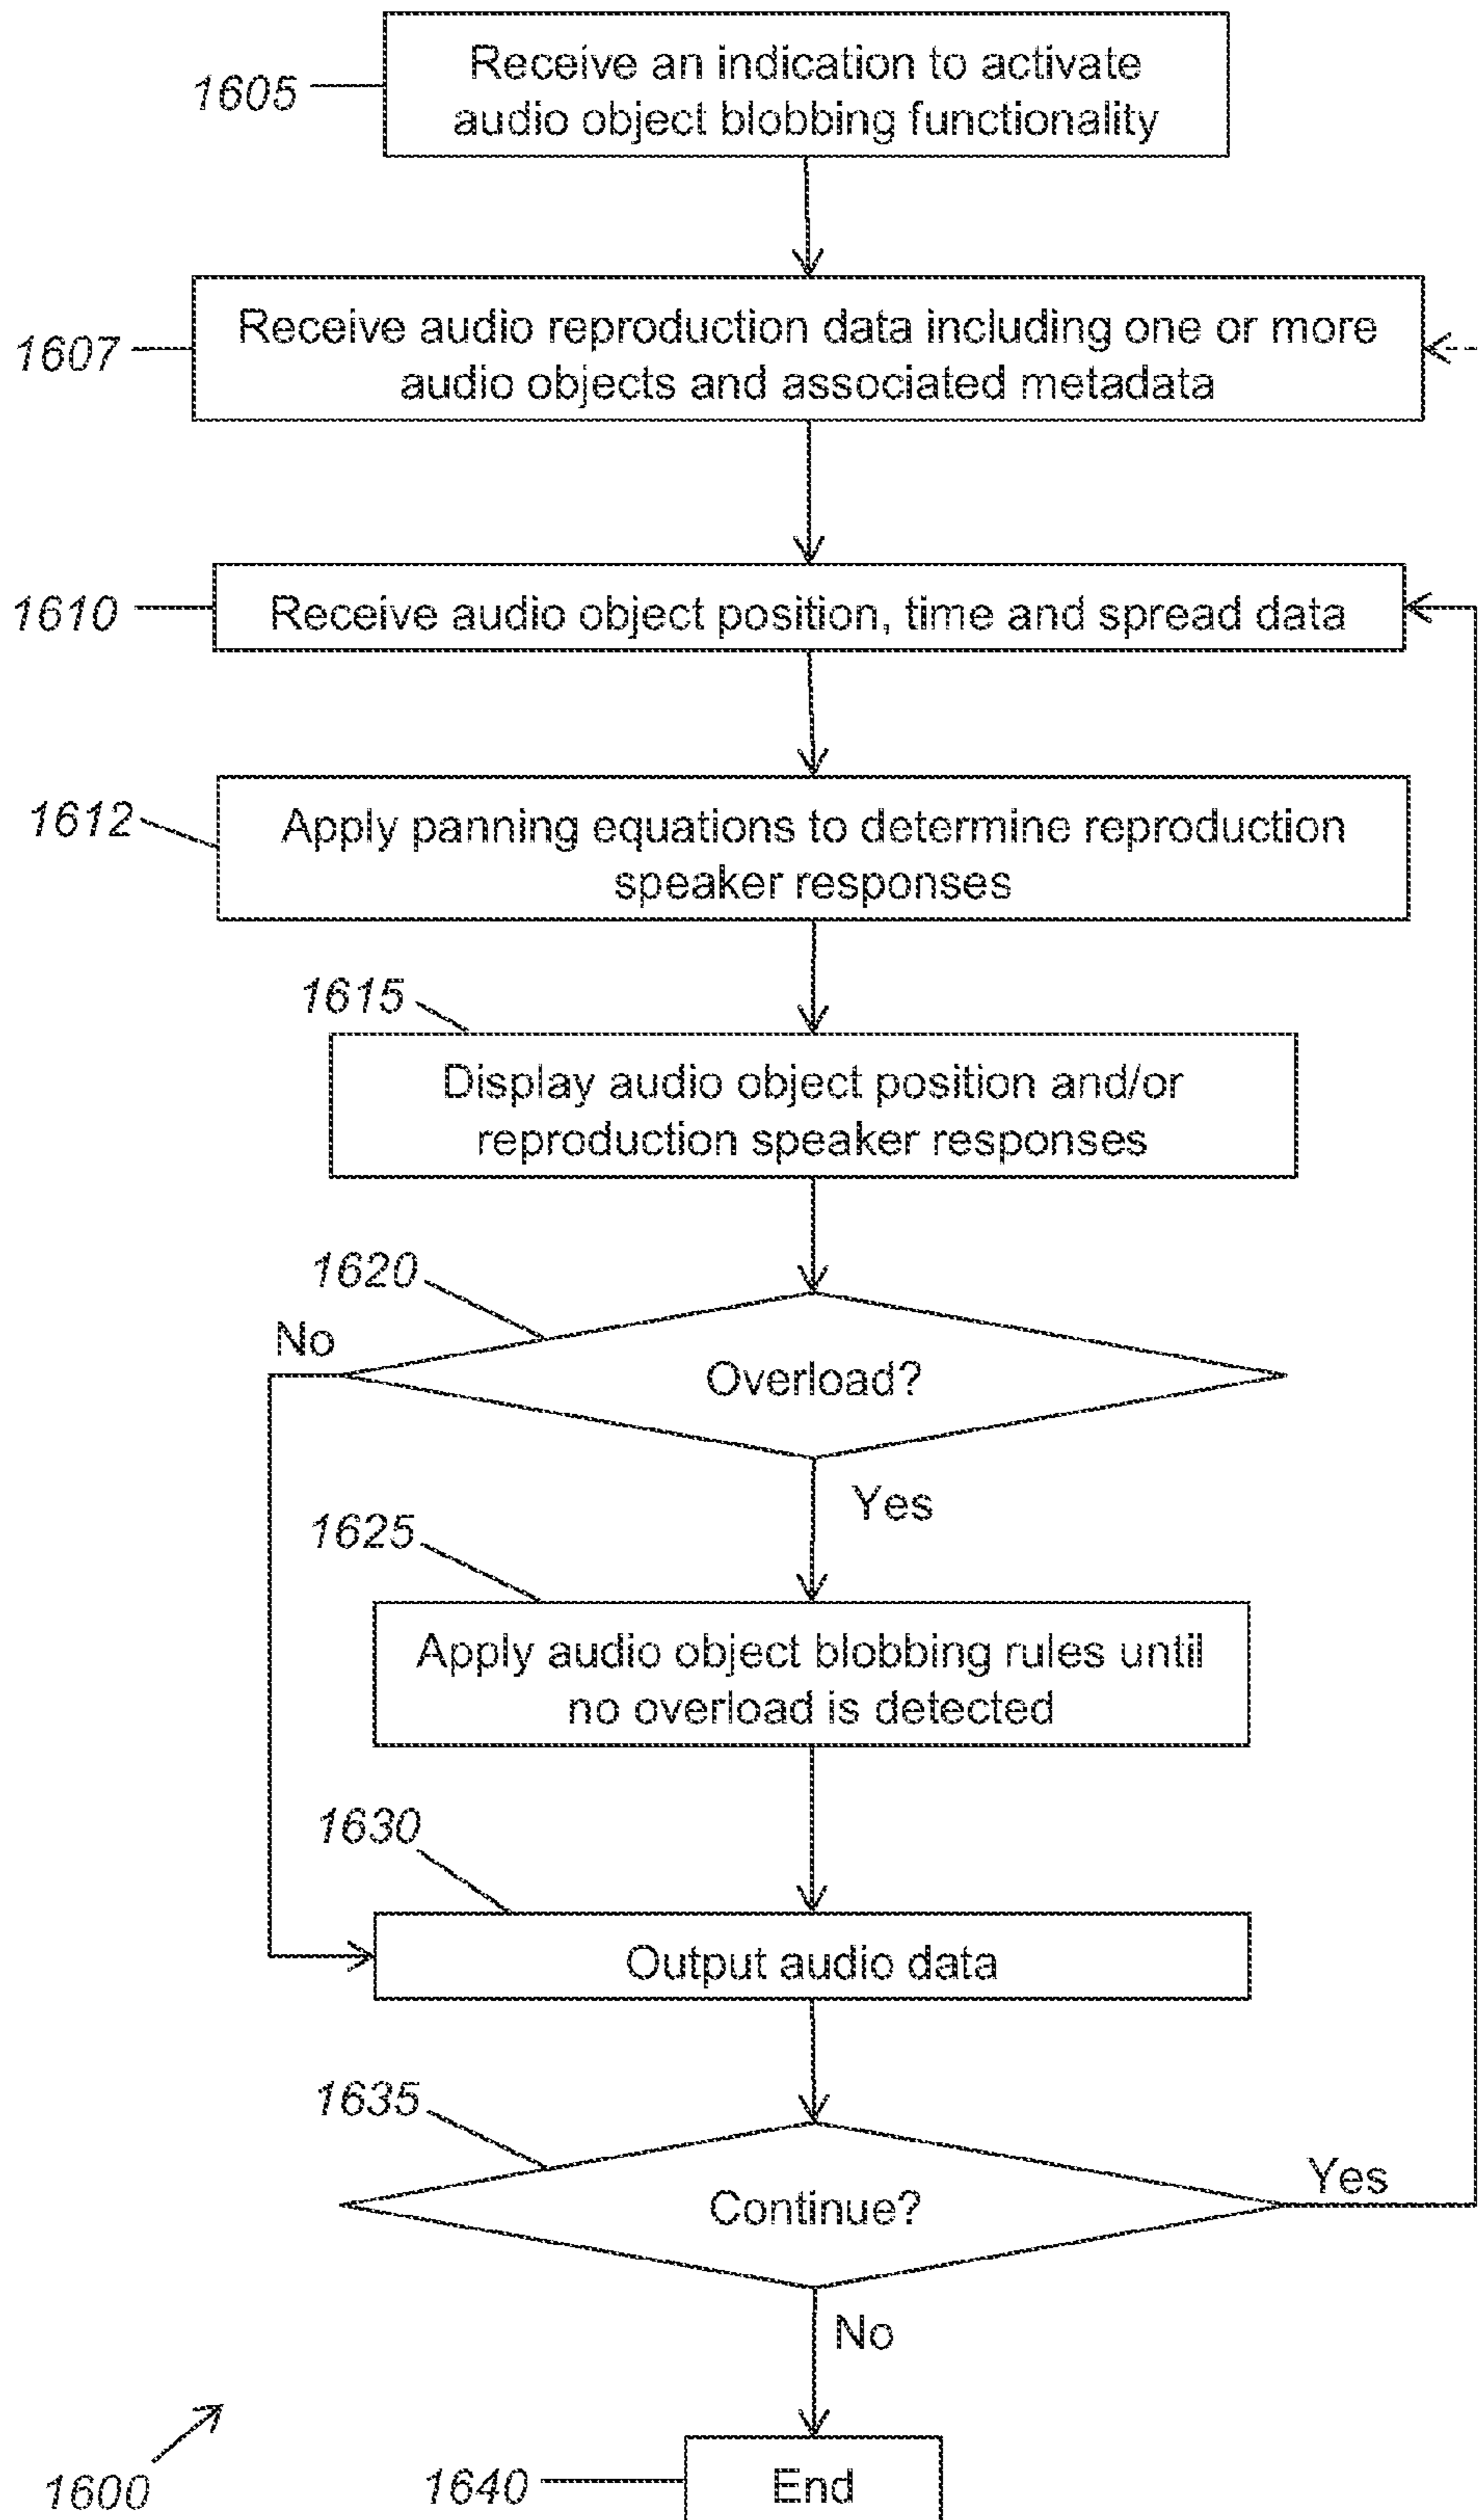 1605
Receive an indication to activate
audio object blobbing functionality
1607
Receive audio reproduction data including one or more
audio objects and associated metadata
1610
Receive audio object position, time and spread data
1612
Apply panning equations to determine reproduction
speaker responses
1615
Display audio object position and/or
reproduction speaker responses
1620
No
Overload?
Yes
1625
Apply audio object blobbing rules until
no overload is detected
1630
Output audio data
1635
Continue?
Yes
No
1600
1640
End